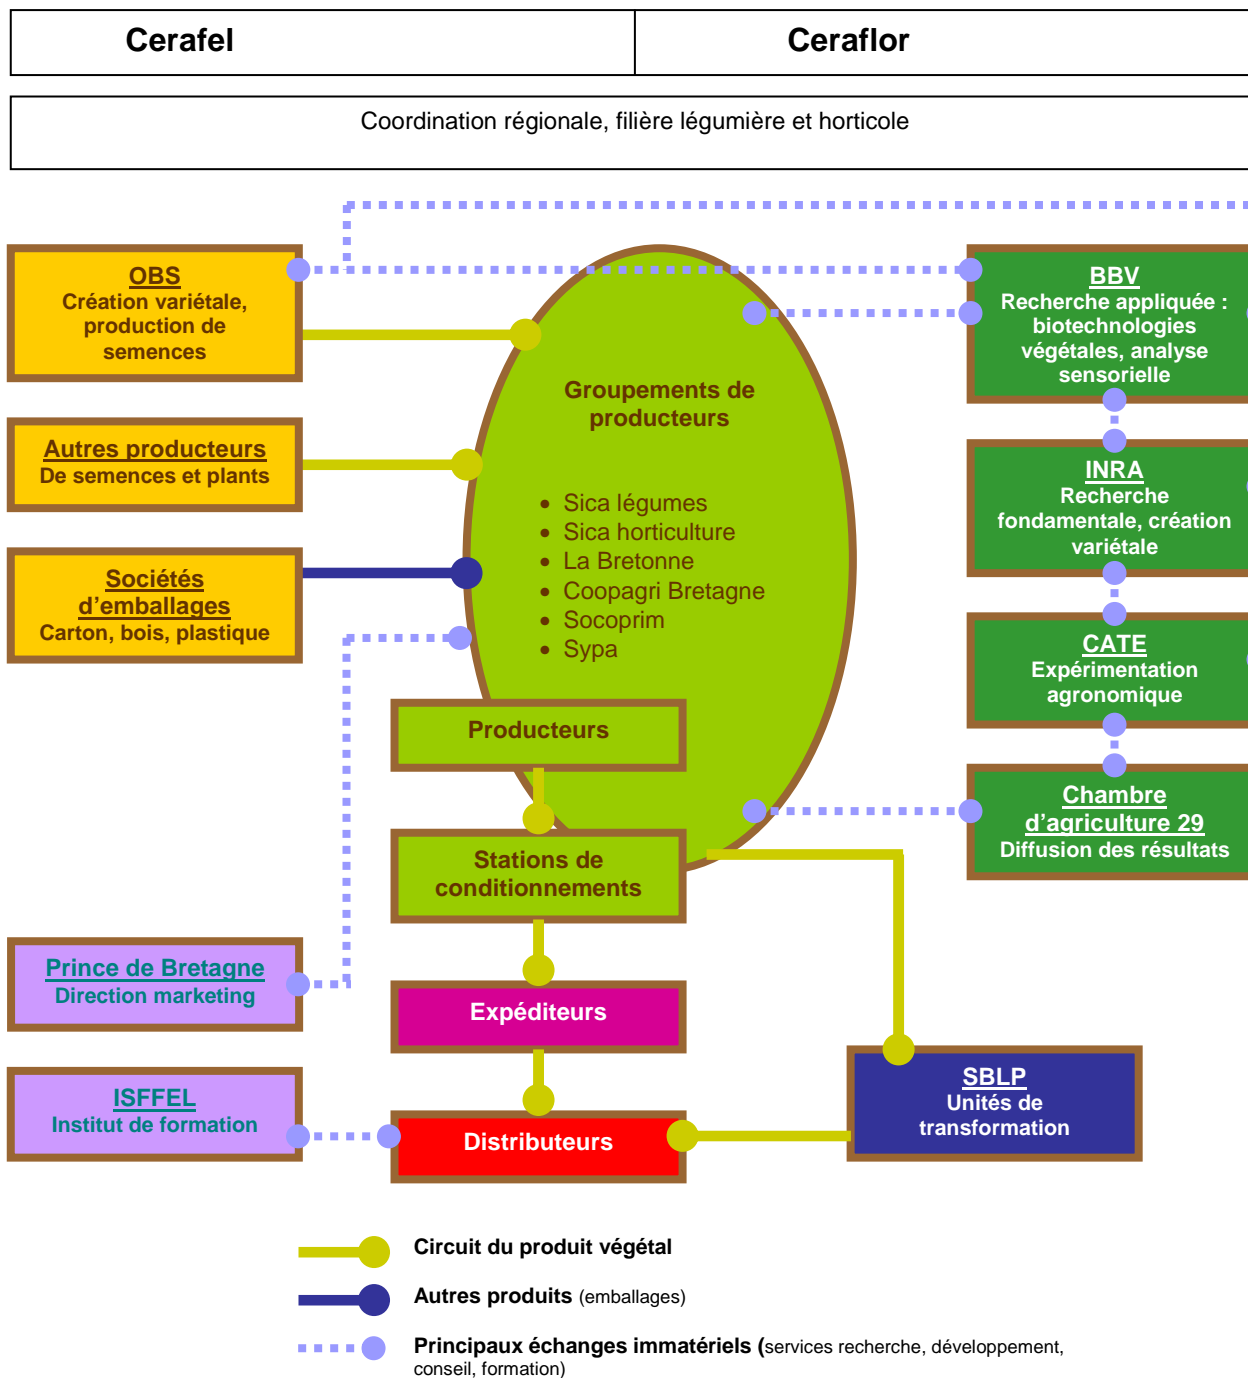 Cerafel
Ceraflor
Coordination régionale, filière légumière et horticole
OBS
Création variétale,
production de
semences
Autres producteurs
De semences et plants
Sociétés
d’emballages
Carton, bois, plastique
Groupements de
producteurs
• Sica légumes
• Sica horticulture
• La Bretonne
• Coopagri Bretagne
• Socoprim
• Sypa
Producteurs
Stations de
conditionnements
Expéditeurs
Distributeurs
BBV
Recherche appliquée :
biotechnologies
végétales, analyse
sensorielle
INRA
Recherche
fondamentale, création
variétale
CATE
Expérimentation
agronomique
Chambre
d’agriculture 29
Diffusion des résultats
Prince de Bretagne
Direction marketing
ISFFEL
Institut de formation
SBLP
Unités de
transformation
Circuit du produit végétal
Autres produits (emballages)
Principaux échanges immatériels (services recherche, développement,
conseil, formation)